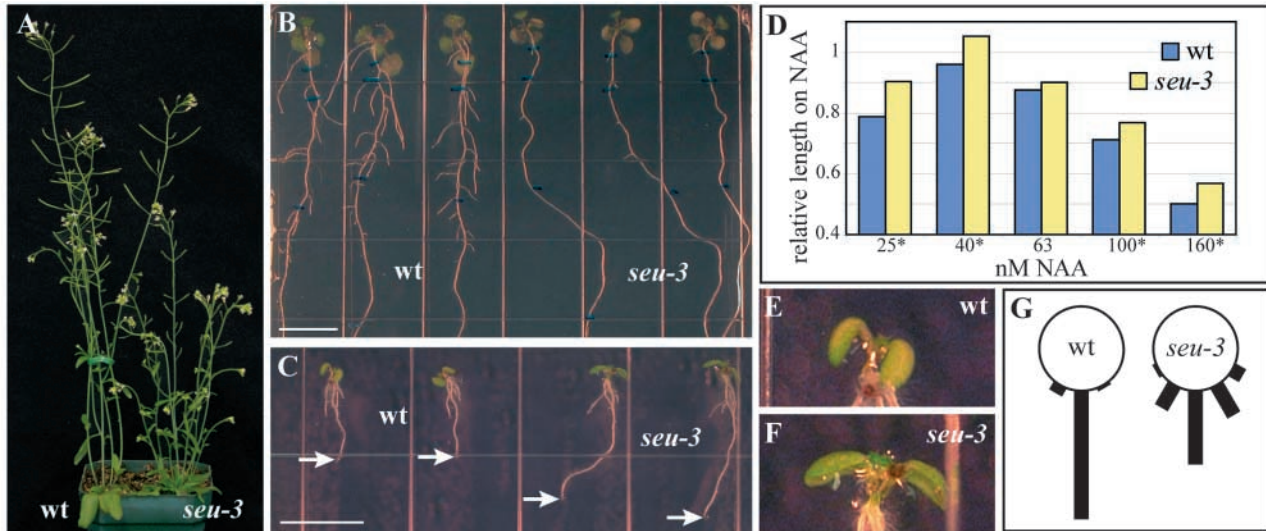 A
wt
seu-3
B
wt
seu-3
C
wt
seu-3
D
relative length on NAA
1
0.8
0.6
0.4
wt
seu-3
25*
40*
63
100*
160*
nM NAA
E
wt
F
seu-3
G
wt
seu-3